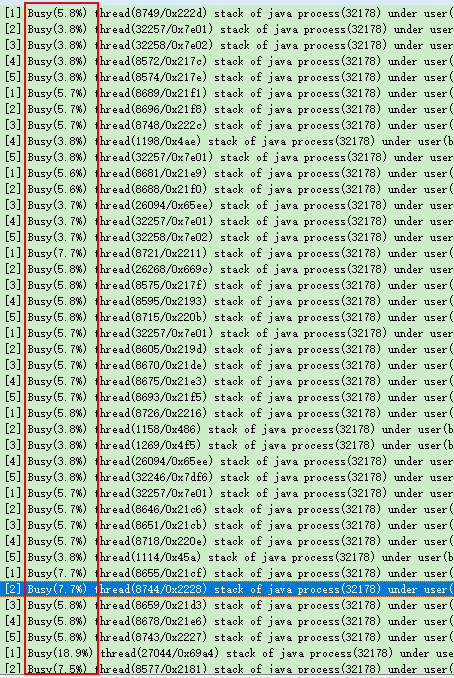 [1] Busy(5.8%) thread(8749/0x222d) stack of java process(32178) under user(
[2] Busy(3.8%) thread(32257/0x7e01) stack of java process(32178) under user
[3] Busy(3.8%) thread(32258/0x7e02) stack of java process(32178) under user
[4] Busy(3.8%) thread(8572/0x217c) stack of java process(32178) under user(
[5] Busy(3.8%) thread(8574/0x217e) stack of java process(32178) under user(
[1] Busy(5.7%) thread(8689/0x21f1) stack of java process(32178) under user(
[2] Busy(5.7%) thread(8696/0x21f8) stack of java process(32178) under user(
[3] Busy(5.7%) thread(8748/0x222c) stack of java process(32178) under user(
[4] Busy(3.8%) thread(1198/0x4ae) stack of java process(32178) under user(b
[5] Busy(3.8%) thread(32257/0x7e01) stack of java process(32178) under user
[1] Busy(5.6%) thread(8681/0x21e9) stack of java process(32178) under user(
[2] Busy(5.6%) thread(8688/0x21f0) stack of java process(32178) under user(
[3] Busy(3.7%) thread(26094/0x65ee) stack of java process(32178) under user
[4] Busy(3.7%) thread(32257/0x7e01) stack of java process(32178) under user
[5] Busy(3.7%) thread(32258/0x7e02) stack of java process(32178) under user
[1] Busy(7.7%) thread(8721/0x2211) stack of java process(32178) under user(
[2] Busy(5.8%) thread(26268/0x669c) stack of java process(32178) under user
[3] Busy(5.8%) thread(8575/0x217f) stack of java process(32178) under user(
[4] Busy(5.8%) thread(8595/0x2193) stack of java process(32178) under user(
[5] Busy(5.8%) thread(8715/0x220b) stack of java process(32178) under user(
[1] Busy(5.7%) thread(32257/0x7e01) stack of java process(32178) under user
[2] Busy(5.7%) thread(8605/0x219d) stack of java process(32178) under user(
[3] Busy(5.7%) thread(8670/0x21de) stack of java process(32178) under user(
[4] Busy(5.7%) thread(8675/0x21e3) stack of java process(32178) under user(
[5] Busy(5.7%) thread(8693/0x21f5) stack of java process(32178) under user(
[1] Busy(5.8%) thread(8726/0x2216) stack of java process(32178) under user(
[2] Busy(3.8%) thread(1158/0x486) stack of java process(32178) under user(b
[3] Busy(3.8%) thread(1269/0x4f5) stack of java process(32178) under user(b
[4] Busy(3.8%) thread(26094/0x65ee) stack of java process(32178) under user
[5] Busy(3.8%) thread(32246/0x7df6) stack of java process(32178) under user
[1] Busy(5.7%) thread(32257/0x7e01) stack of java process(32178) under user
[2] Busy(5.7%) thread(8646/0x21c6) stack of java process(32178) under user(
[3] Busy(5.7%) thread(8651/0x21cb) stack of java process(32178) under user(
[4] Busy(5.7%) thread(8718/0x220e) stack of java process(32178) under user(
[5] Busy(3.8%) thread(1114/0x45a) stack of java process(32178) under user(b
[1] Busy(7.7%) thread(8655/0x21cf) stack of java process(32178) under user(
[2] Busy(7.7%) thread(8744/0x2228) stack of java process(32178) under user(
[3] Busy(5.8%) thread(8659/0x21d3) stack of java process(32178) under user(
[4] Busy(5.8%) thread(8678/0x21e6) stack of java process(32178) under user(
[5] Busy(5.8%) thread(8743/0x2227) stack of java process(32178) under user(
[1] Busy(18.9%) thread(27044/0x69a4) stack of java process(32178) under use
[2] Busy(7.5%) thread(8577/0x2181) stack of java process(32178) under user(